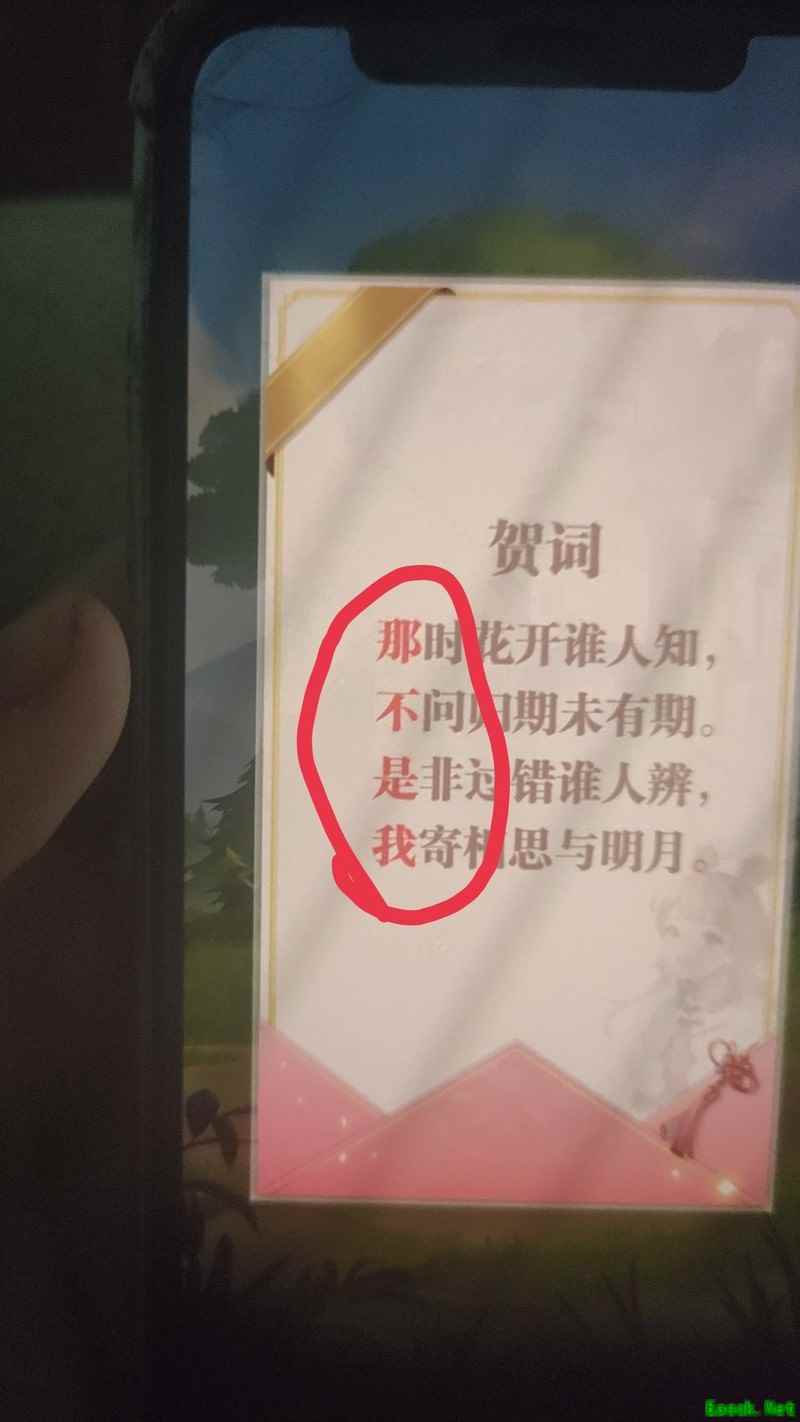 贺词
那时花开谁人知，
不问归期未有期。
是非过错谁人辨，
我寄相思与明月。